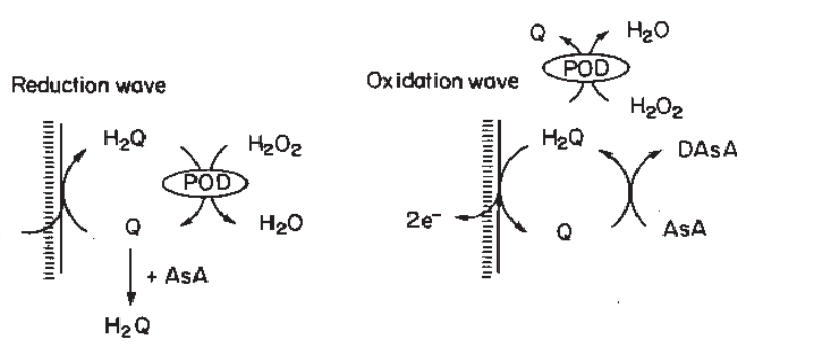 Reduction wave
H₂Q
H₂O₂
POD
Q
H₂O
+ AsA
H₂Q
Oxidation wave
Q
H₂O
POD
H₂O₂
H₂Q
DAsA
2e⁻
Q
AsA